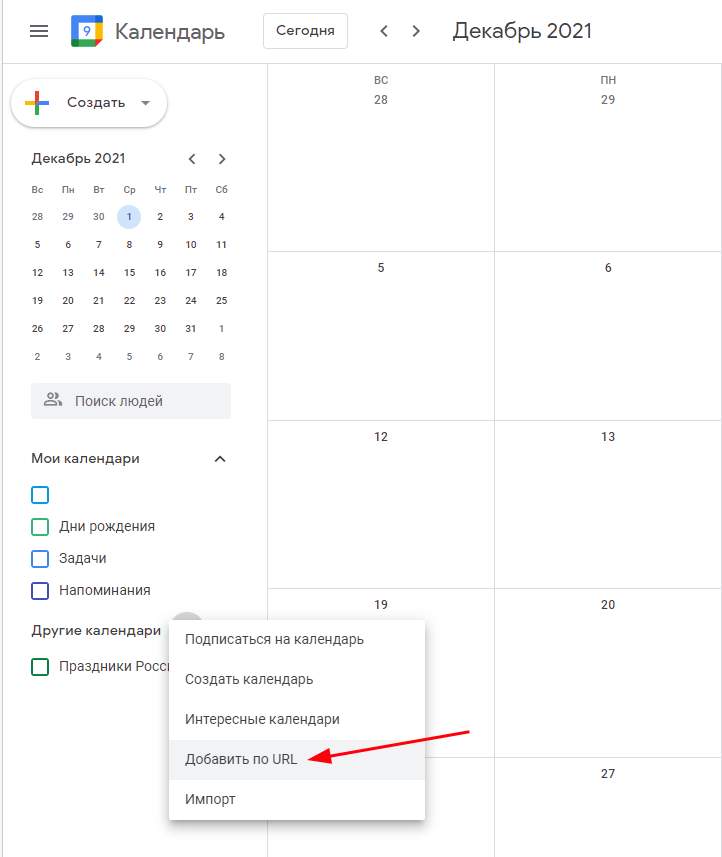 9 Календарь Сегодня Декабрь 2021
Создать
Декабрь 2021
Вс Пн Вт Ср Чт Пт Сб
28 29 30 1 2 3 4
5 6 7 8 9 10 11
12 13 14 15 16 17 18
19 20 21 22 23 24 25
26 27 28 29 30 31 1
2 3 4 5 6 7 8
Поиск людей
Мои календари
Дни рождения
Задачи
Напоминания
Другие календари
Праздники Росс
Подписаться на календарь
Создать календарь
Интересные календари
Добавить по URL
Импорт
ВС ПН
28 29
5 6
12 13
19 20
27